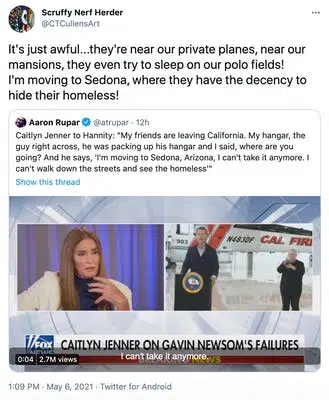 Scruffy Nerf Herder
@CTCullensArt
It's just awful...they're near our private planes, near our
mansions, they even try to sleep on our polo fields!
I'm moving to Sedona, where they have the decency to
hide their homeless!
Aaron Rupar @atrupar · 12h
Caitlyn Jenner to Hannity: "My friends are leaving California. My hangar, the
guy right across, he was packing up his hangar and I said, where are you
going? And he says, 'I'm moving to Sedona, Arizona, I can't take it anymore. I
can't walk down the streets and see the homeless'"
Show this thread
903
N483DF
CAL FIRE
FOX
NEWS
CAITLYN JENNER ON GAVIN NEWSOM'S FAILURES
BREAKING NEWS
I can't take it anymore.
0:04
2.7M views
1:09 PM · May 6, 2021 · Twitter for Android